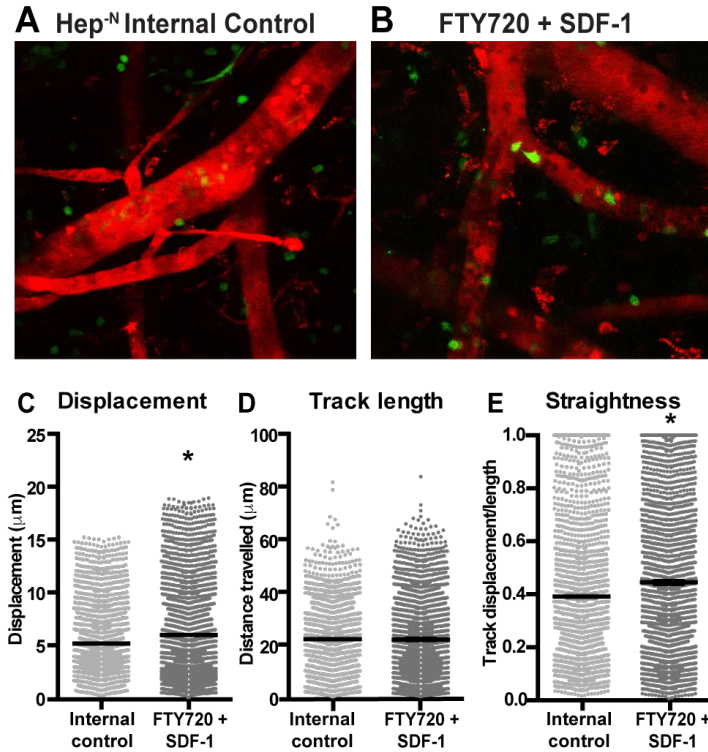 A Hep-N Internal Control
B FTY720 + SDF-1
C Displacement
Displacement (μm)
25
20
15
10
5
0
*
Internal
control
FTY720 +
SDF-1
D Track length
Distance travelled (μm)
100
80
60
40
20
0
Internal
control
FTY720 +
SDF-1
E Straightness
Track displacement/length
1.0
0.8
0.6
0.4
0.2
0.0
*
Internal
control
FTY720 +
SDF-1